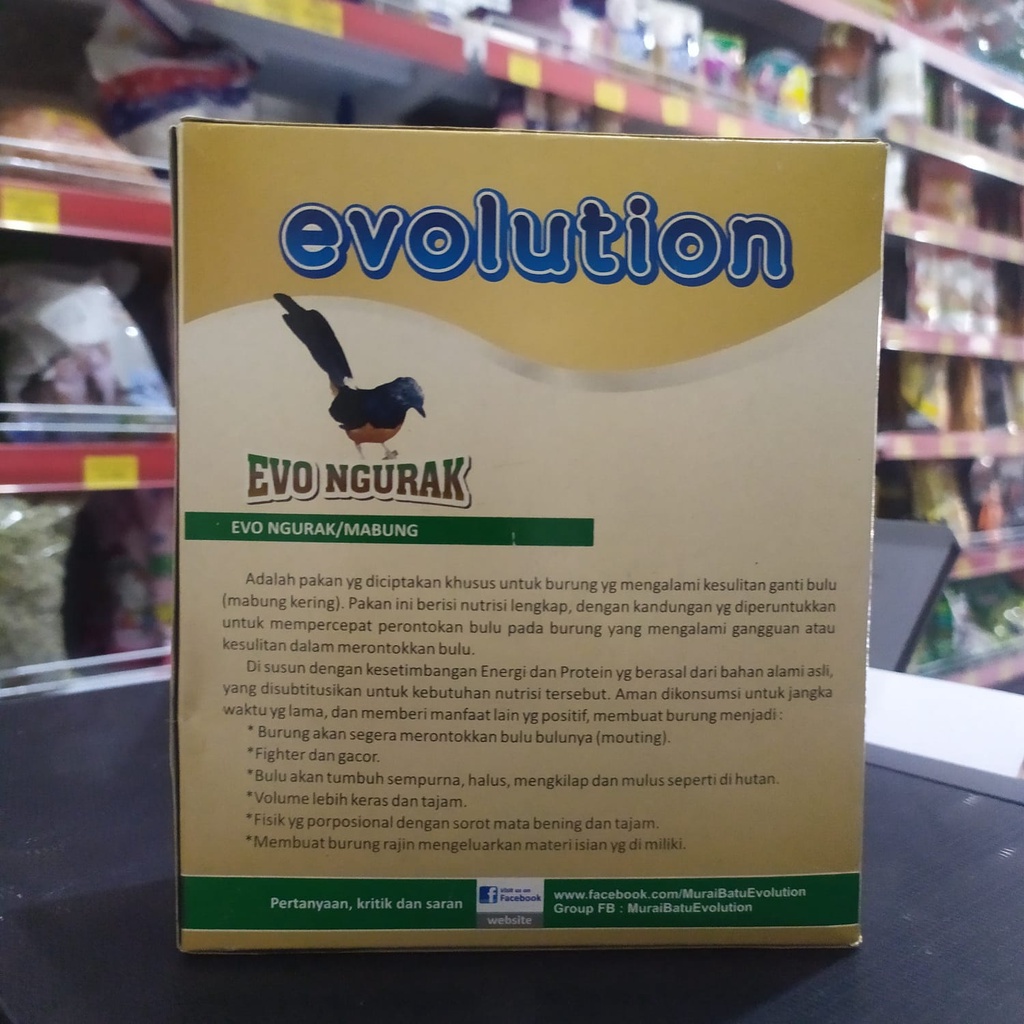 evolution
EVO NGURAK
EVO NGURAK/MABUNG
Adalah pakan yg diciptakan khusus untuk burung yg mengalami kesulitan ganti bulu
(mabung kering). Pakan ini berisi nutrisi lengkap, dengan kandungan yg diperuntukkan
untuk mempercepat perontokan bulu pada burung yang mengalami gangguan atau
kesulitan dalam merontokkan bulu.
Di susun dengan kesetimbangan Energi dan Protein yg berasal dari bahan alami asli,
yang disubtitusikan untuk kebutuhan nutrisi tersebut. Aman dikonsumsi untuk jangka
waktu yg lama, dan memberi manfaat lain yg positif, membuat burung menjadi :
* Burung akan segera merontokkan bulu bulunya (mouting).
*Fighter dan gacor.
*Bulu akan tumbuh sempurna, halus, mengkilap dan mulus seperti di hutan.
*Volume lebih keras dan tajam.
*Fisik yg porposional dengan sorot mata bening dan tajam.
*Membuat burung rajin mengeluarkan materi isian yg di miliki.
Pertanyaan, kritik dan saran
visit us on
Facebook
website
www.facebook.com/MuraiBatuEvolution
Group FB : MuraiBatuEvolution